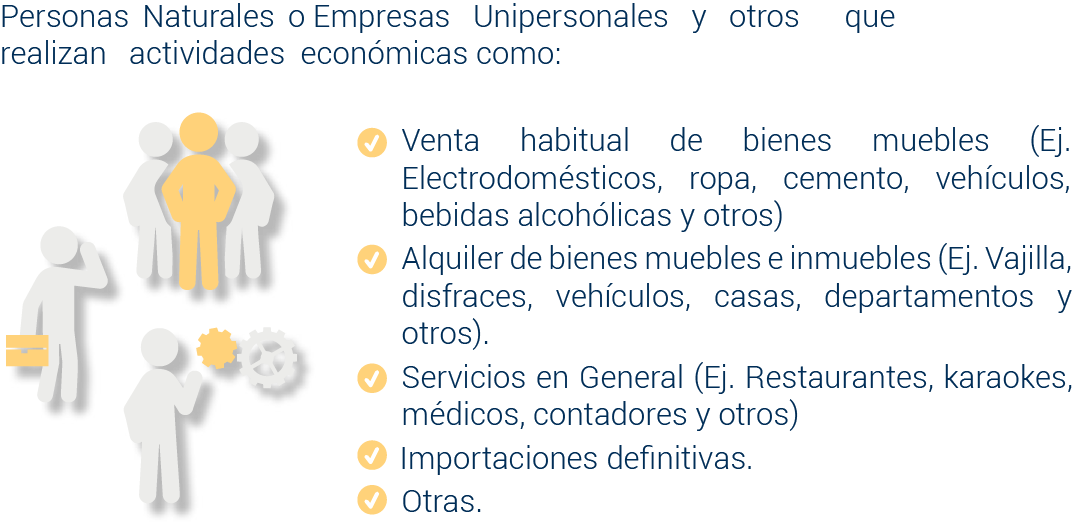 Personas Naturales o Empresas Unipersonales y otros que
realizan actividades económicas como:
Venta habitual de bienes muebles (Ej.
Electrodomésticos, ropa, cemento, vehículos,
bebidas alcohólicas y otros)
Alquiler de bienes muebles e inmuebles (Ej. Vajilla,
disfraces, vehículos, casas, departamentos y
otros).
Servicios en General (Ej. Restaurantes, karaokes,
médicos, contadores y otros)
Importaciones definitivas.
Otras.